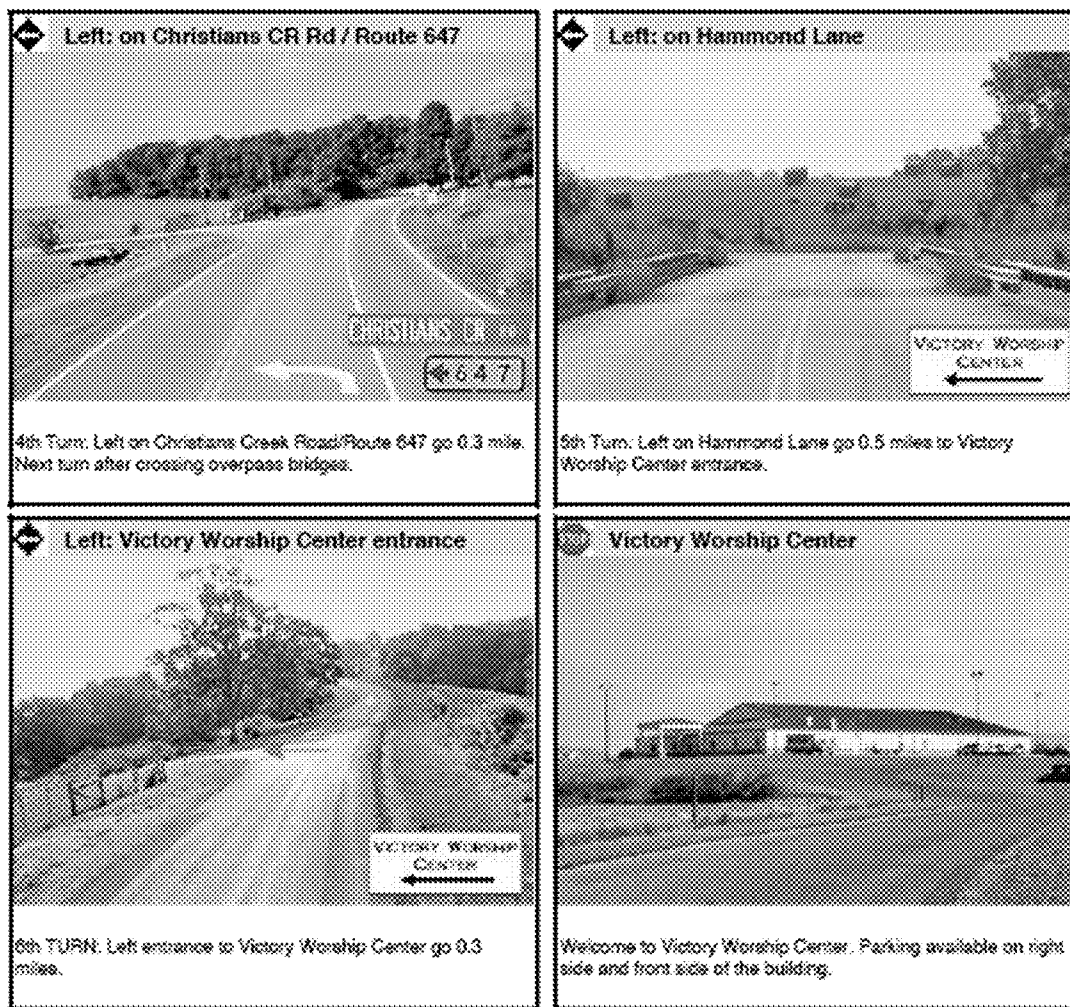 Left: on Christians CR Rd / Route 647
CHRISTIANS CR
647
4th Turn: Left on Christians Creek Road/Route 647 go 0.3 mile.
Next turn after crossing overpass bridges.
Left: on Hammond Lane
VICTORY WORSHIP
CENTER
5th Turn: Left on Hammond Lane go 0.5 miles to Victory
Worship Center entrance.
Left: Victory Worship Center entrance
VICTORY WORSHIP
CENTER
6th TURN: Left entrance to Victory Worship Center go 0.3
miles.
Victory Worship Center
Welcome to Victory Worship Center. Parking available on right
side and front side of the building.